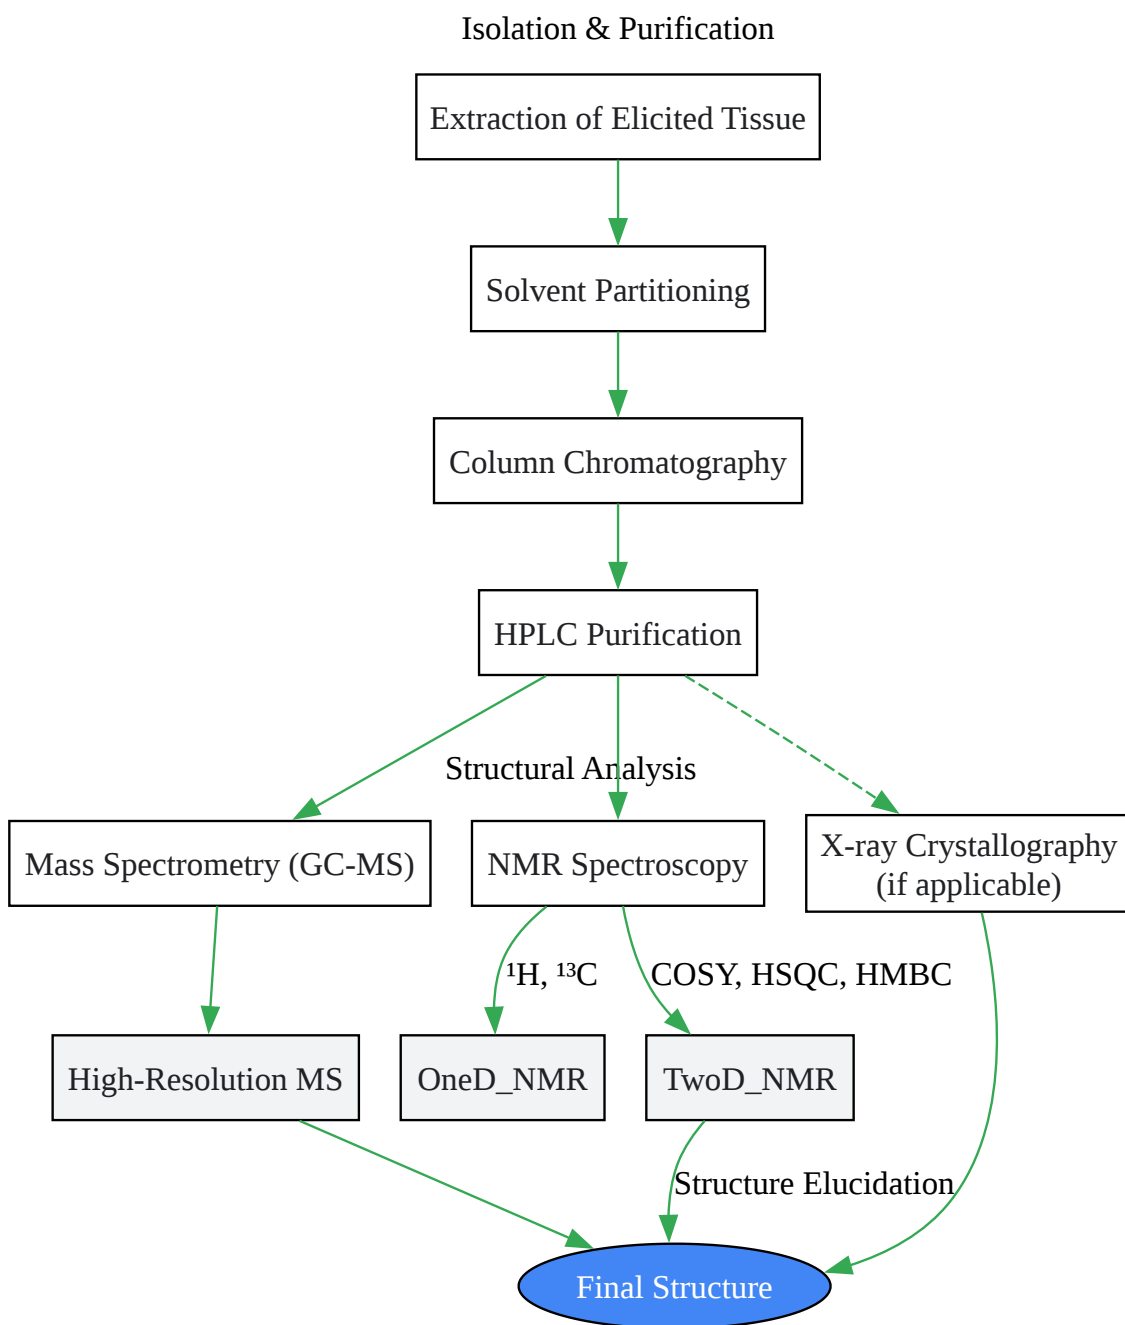 Isolation & Purification
Extraction of Elicited Tissue
Solvent Partitioning
Column Chromatography
HPLC Purification
Structural Analysis
Mass Spectrometry (GC-MS)
NMR Spectroscopy
X-ray Crystallography
(if applicable)
¹H, ¹³C
COSY, HSQC, HMBC
High-Resolution MS
OneD_NMR
TwoD_NMR
Structure Elucidation
Final Structure